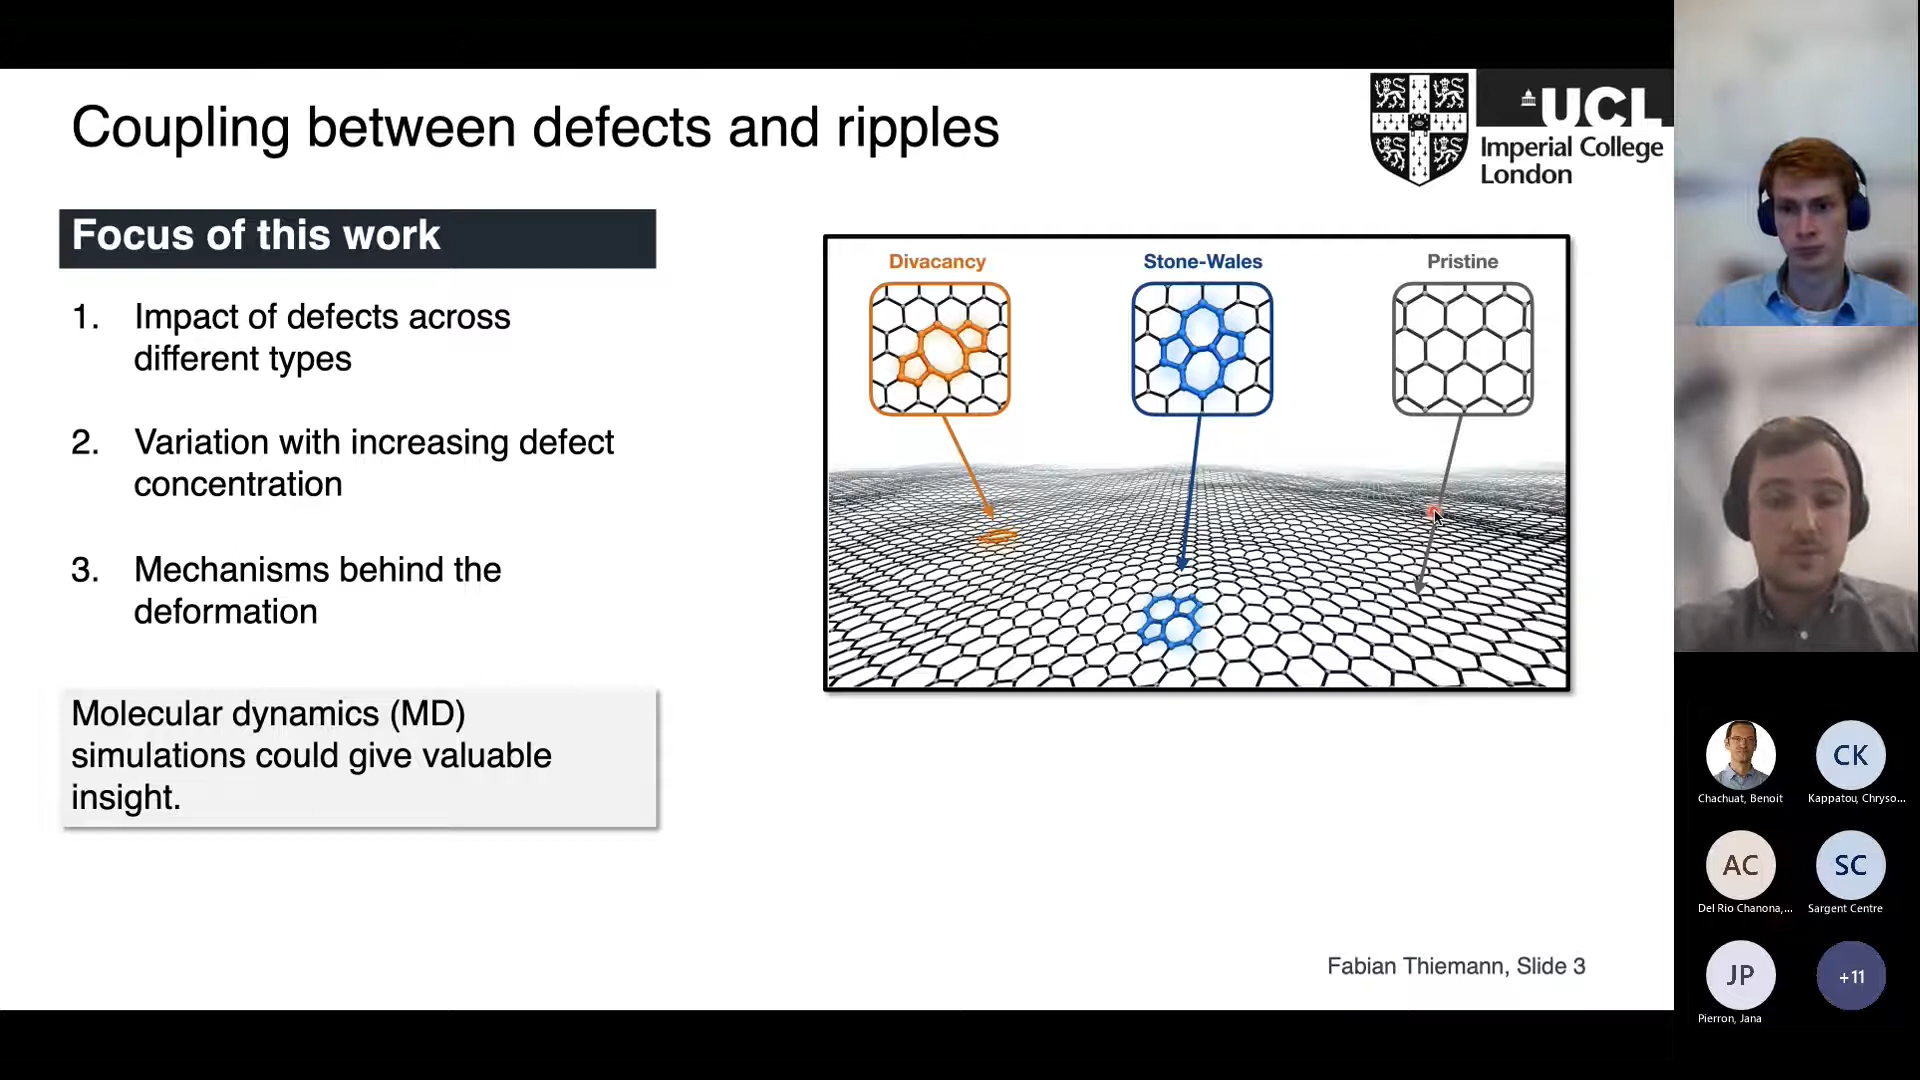 Coupling between defects and ripples
UCL
Imperial College
London
Focus of this work
1. Impact of defects across
different types
2. Variation with increasing defect
concentration
3. Mechanisms behind the
deformation
Molecular dynamics (MD)
simulations could give valuable
insight.
Divacancy
Stone-Wales
Pristine
Fabian Thiemann, Slide 3
Chachuat, Benoit
CK
Kappatou, Chryso...
AC
Del Rio Chanona,...
SC
Sargent Centre
JP
Pierron, Jana
+11